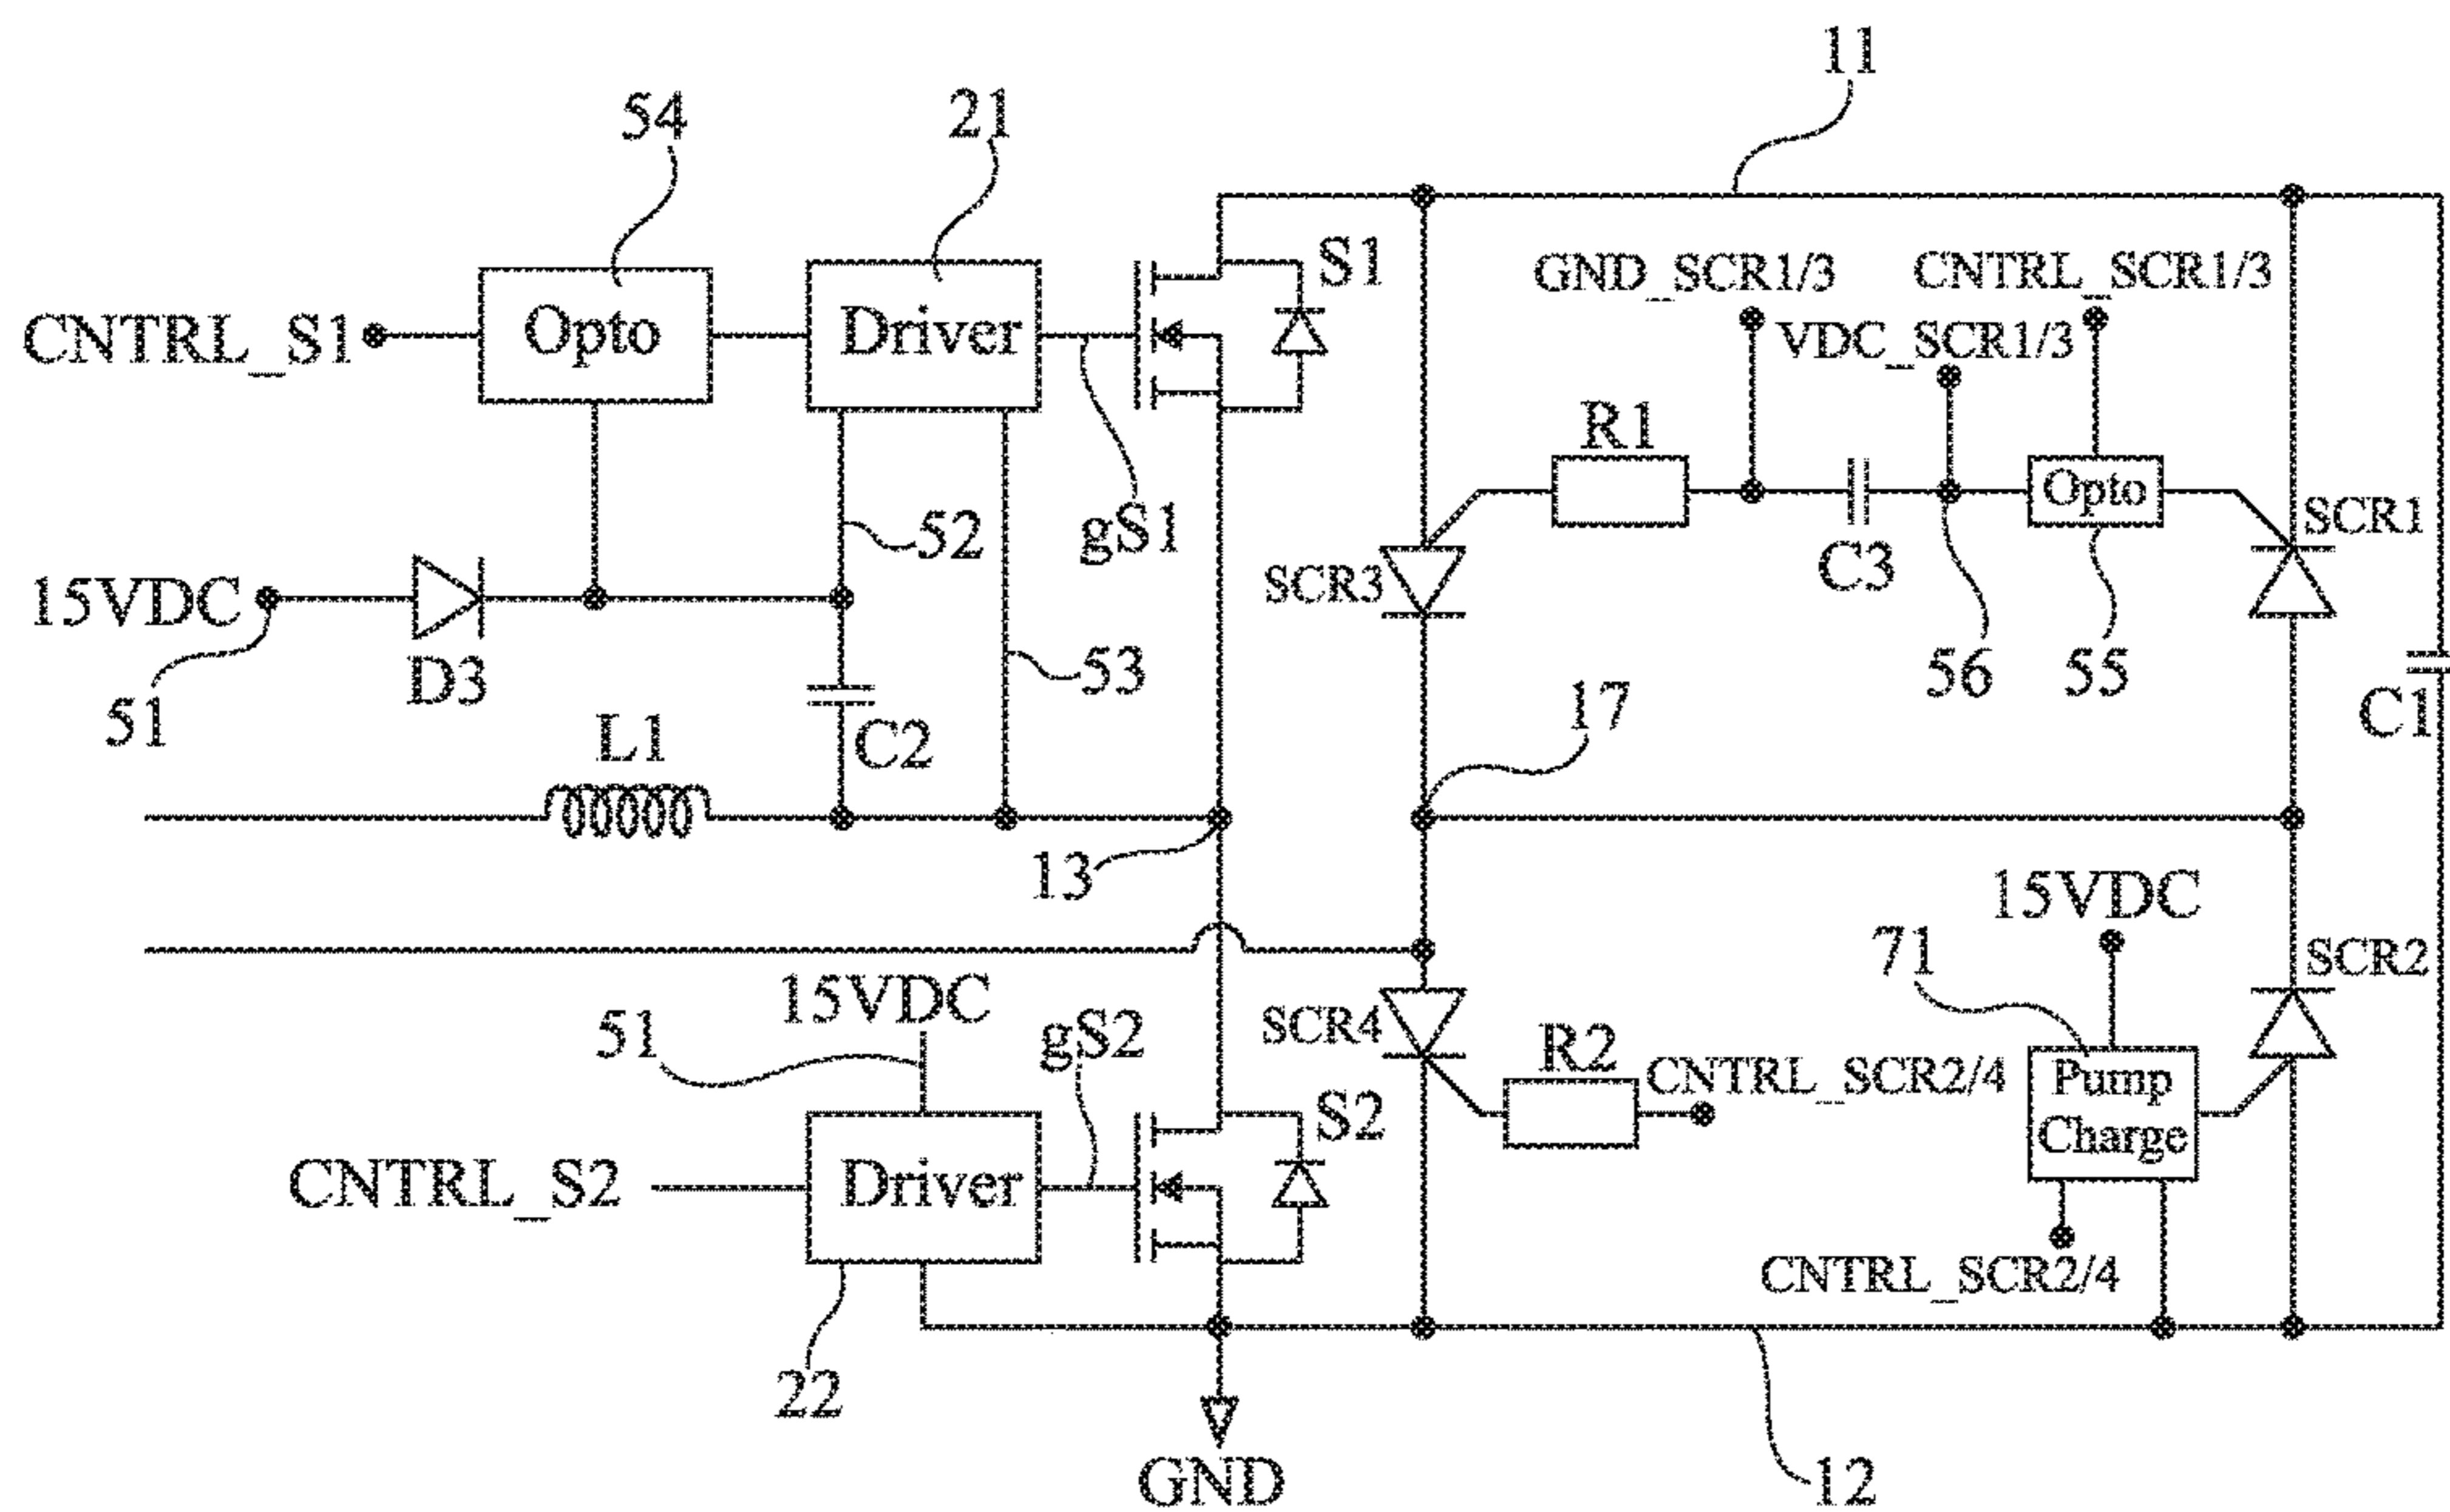 11
54
21
S1
GND_SCR1/3
CNTRL_SCR1/3
CNTRL_S1
Opto
Driver
VDC_SCR1/3
R1
Opto
SCR1
gS1
52
C3
SCR3
15VDC
D3
53
56
55
51
17
C1
L1
C2
13
15VDC
71
SCR2
15VDC
51
gS2
SCR4
R2
CNTRL_SCR2/4
Pump
Charge
S2
CNTRL_S2
Driver
CNTRL_SCR2/4
22
GND
12